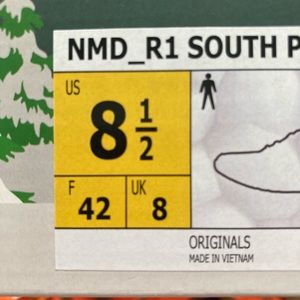 NMD_R1 SOUTH P
US
8 1/2
F 42 UK 8
ORIGINALS
MADE IN VIETNAM